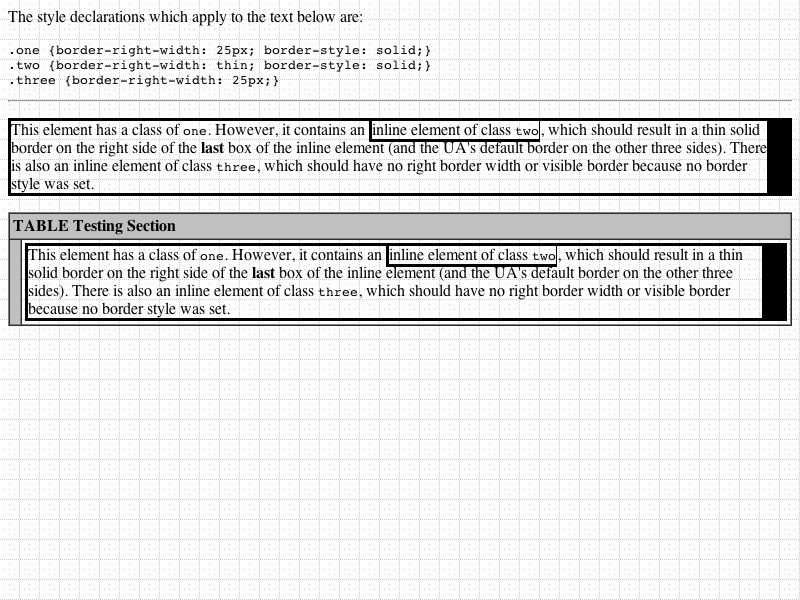 The style declarations which apply to the text below are:
.one {border-right-width: 25px; border-style: solid;}
.two {border-right-width: thin; border-style: solid;}
.three {border-right-width: 25px;}
This element has a class of one. However, it contains an inline element of class two, which should result in a thin solid
border on the right side of the last box of the inline element (and the UA's default border on the other three sides). There
is also an inline element of class three, which should have no right border width or visible border because no border
style was set.
TABLE Testing Section
This element has a class of one. However, it contains an inline element of class two, which should result in a thin
solid border on the right side of the last box of the inline element (and the UA's default border on the other three
sides). There is also an inline element of class three, which should have no right border width or visible border
because no border style was set.